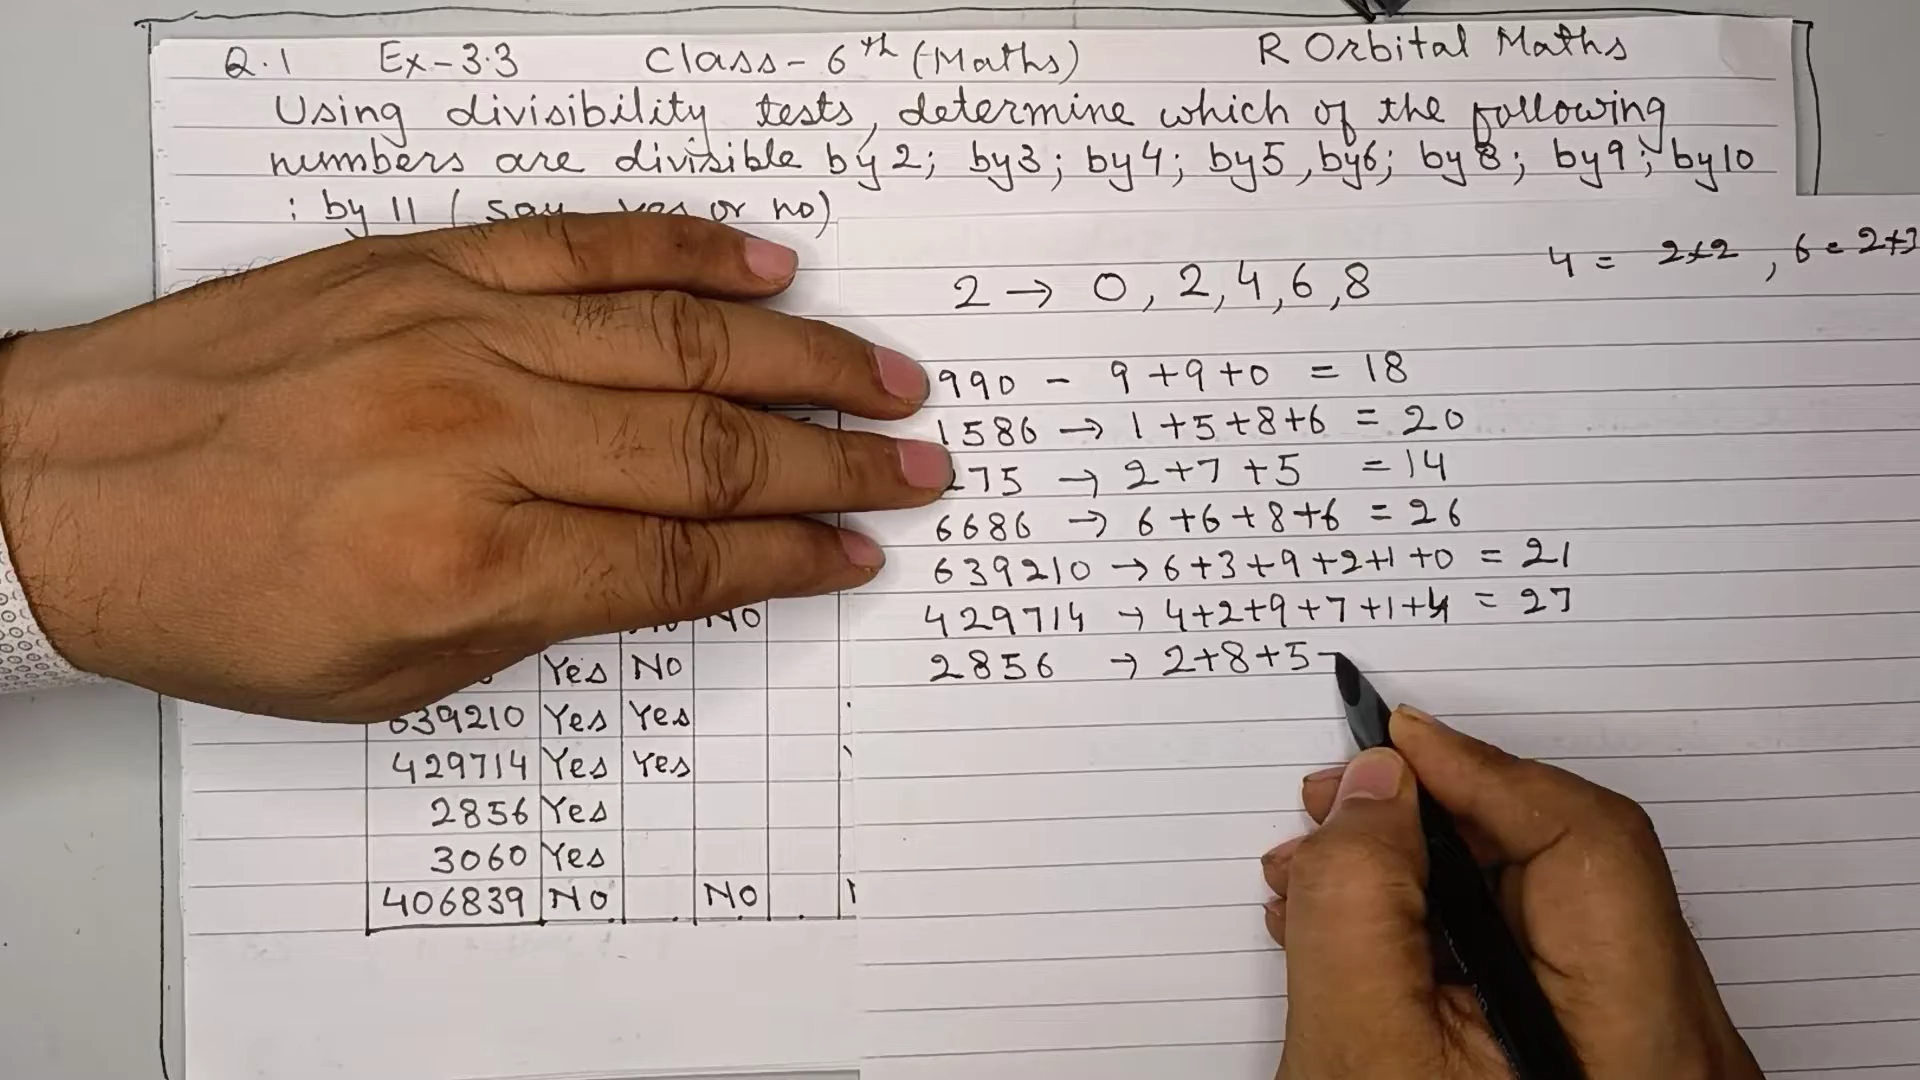 Q.1 Ex-3.3 Class-6th (Maths) R Orbital Maths
Using divisibility tests, determine which of the following
numbers are divisible by 2; by 3; by 4; by 5, by 6; by 8; by 9; by 10
; by 11 (say yes or no)
4 = 2×2, 6 = 2×3
2 → 0, 2, 4, 6, 8
990 - 9+9+0 = 18
1586 → 1+5+8+6 = 20
275 → 2+7+5 = 14
6686 → 6+6+8+6 = 26
639210 → 6+3+9+2+1+0 = 21
429714 → 4+2+9+7+1+4 = 27
2856 → 2+8+5
No
Yes No
639210 Yes Yes
429714 Yes Yes
2856 Yes
3060 Yes
406839 No No